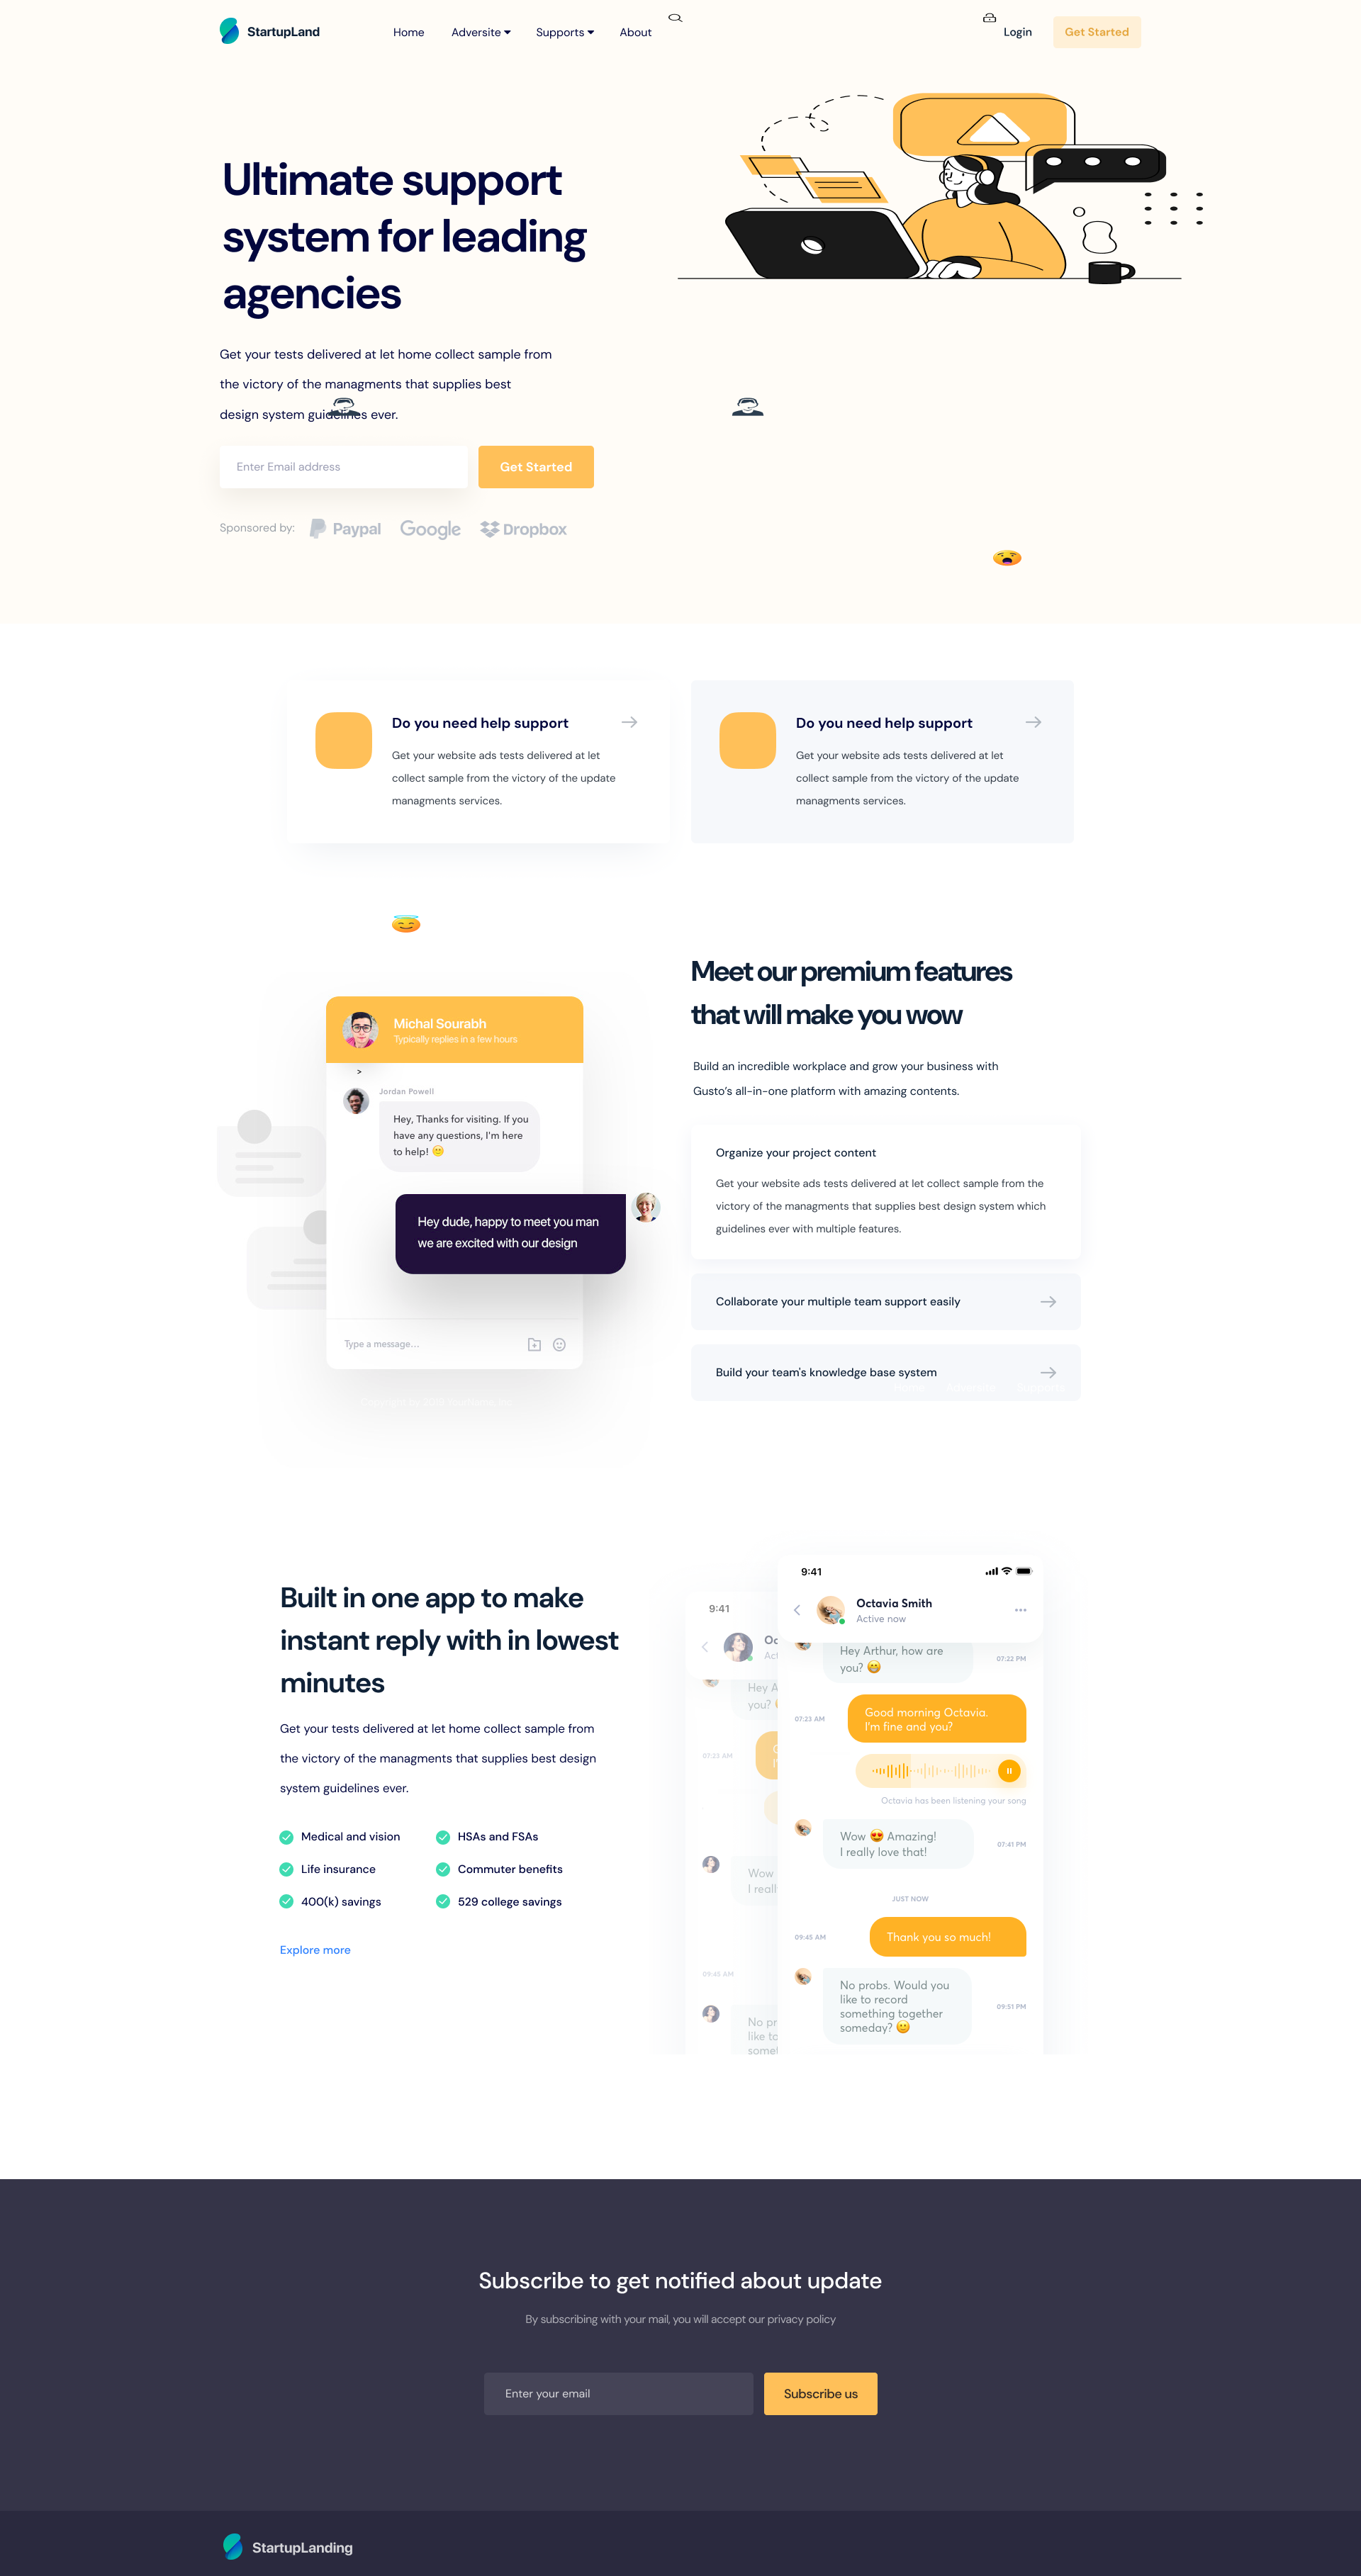 StartupLand
Home
Adversite
Supports
About
Login
Get Started
Ultimate support
system for leading
agencies
Get your tests delivered at let home collect sample from
the victory of the managments that supplies best
design system guidelines ever.
Enter Email address
Get Started
Sponsored by:
Paypal
Google
Dropbox
Do you need help support
Get your website ads tests delivered at let
collect sample from the victory of the update
managments services.
Do you need help support
Get your website ads tests delivered at let
collect sample from the victory of the update
managments services.
Michal Sourabh
Typically replies in a few hours
>
Jordan Powell
Hey, Thanks for visiting. If you
have any questions, I'm here
to help! 🙂
Hey dude, happy to meet you man
we are excited with our design
Type a message...
Meet our premium features
that will make you wow
Build an incredible workplace and grow your business with
Gusto's all-in-one platform with amazing contents.
Organize your project content
Get your website ads tests delivered at let collect sample from the
victory of the managments that supplies best design system which
guidelines ever with multiple features.
Collaborate your multiple team support easily
Build your team's knowledge base system
Built in one app to make
instant reply with in lowest
minutes
Get your tests delivered at let home collect sample from
the victory of the managments that supplies best design
system guidelines ever.
Medical and vision
HSAs and FSAs
Life insurance
Commuter benefits
400(k) savings
529 college savings
Explore more
9:41
Oc
Act
Hey A
you?
07:23 AM
Wow
I reall
09:45 AM
No pr
like to
somet
9:41
Octavia Smith
Active now
Hey Arthur, how are
you? 😁
07:22 PM
07:23 AM
Good morning Octavia.
I'm fine and you?
Octavia has been listening your song
Wow 😍 Amazing!
I really love that!
07:41 PM
JUST NOW
09:45 AM
Thank you so much!
No probs. Would you
like to record
something together
someday? 🙂
09:51 PM
Subscribe to get notified about update
By subscribing with your mail, you will accept our privacy policy
Enter your email
Subscribe us
StartupLanding